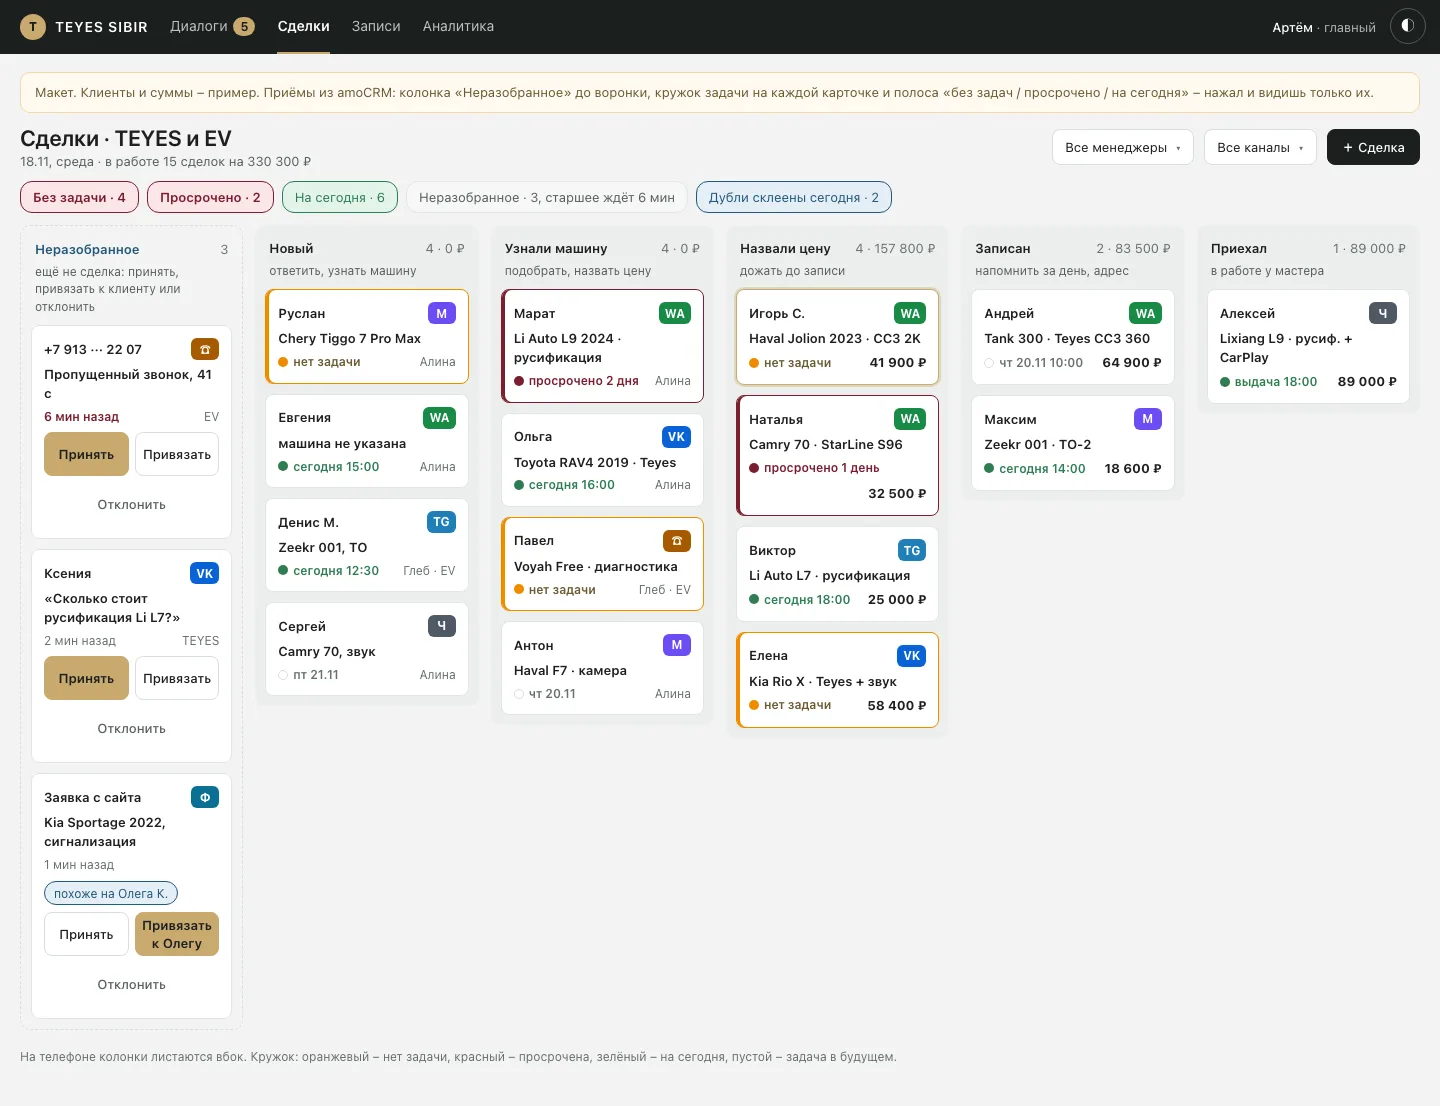 T TEYES SIBIR Диалоги 5 Сделки Записи Аналитика Артём · главный
Макет. Клиенты и суммы – пример. Приёмы из amoCRM: колонка «Неразобранное» до воронки, кружок задачи на каждой карточке и полоса «без задач / просрочено / на сегодня» – нажал и видишь только их.
Сделки · TEYES и EV
18.11, среда · в работе 15 сделок на 330 300 ₽
Все менеджеры
Все каналы
+ Сделка
Без задачи · 4
Просрочено · 2
На сегодня · 6
Неразобранное · 3, старшее ждёт 6 мин
Дубли склеены сегодня · 2
Неразобранное 3
ещё не сделка: принять,
привязать к клиенту или
отклонить
+7 913 ··· 22 07 ☎
Пропущенный звонок, 41
с
6 мин назад EV
Принять Привязать
Отклонить
Ксения VK
«Сколько стоит
русификация Li L7?»
2 мин назад TEYES
Принять Привязать
Отклонить
Заявка с сайта Ф
Kia Sportage 2022,
сигнализация
1 мин назад
похоже на Олега К.
Принять
Привязать
к Олегу
Отклонить
Новый 4 · 0 ₽
ответить, узнать машину
Руслан M
Chery Tiggo 7 Pro Max
нет задачи Алина
Евгения WA
машина не указана
сегодня 15:00 Алина
Денис М. TG
Zeekr 001, ТО
сегодня 12:30 Глеб · EV
Сергей Ч
Camry 70, звук
пт 21.11 Алина
Узнали машину 4 · 0 ₽
подобрать, назвать цену
Марат WA
Li Auto L9 2024 ·
русификация
просрочено 2 дня Алина
Ольга VK
Toyota RAV4 2019 · Teyes
сегодня 16:00 Алина
Павел ☎
Voyah Free · диагностика
нет задачи Глеб · EV
Антон M
Haval F7 · камера
чт 20.11 Алина
Назвали цену 4 · 157 800 ₽
дожать до записи
Игорь С. WA
Haval Jolion 2023 · CC3 2K
нет задачи 41 900 ₽
Наталья WA
Camry 70 · StarLine S96
просрочено 1 день
32 500 ₽
Виктор TG
Li Auto L7 · русификация
сегодня 18:00 25 000 ₽
Елена VK
Kia Rio X · Teyes + звук
нет задачи 58 400 ₽
Записан 2 · 83 500 ₽
напомнить за день, адрес
Андрей WA
Tank 300 · Teyes CC3 360
чт 20.11 10:00 64 900 ₽
Максим M
Zeekr 001 · ТО-2
сегодня 14:00 18 600 ₽
Приехал 1 · 89 000 ₽
в работе у мастера
Алексей Ч
Lixiang L9 · русиф. +
CarPlay
выдача 18:00 89 000 ₽
На телефоне колонки листаются вбок. Кружок: оранжевый – нет задачи, красный – просрочена, зелёный – на сегодня, пустой – задача в будущем.